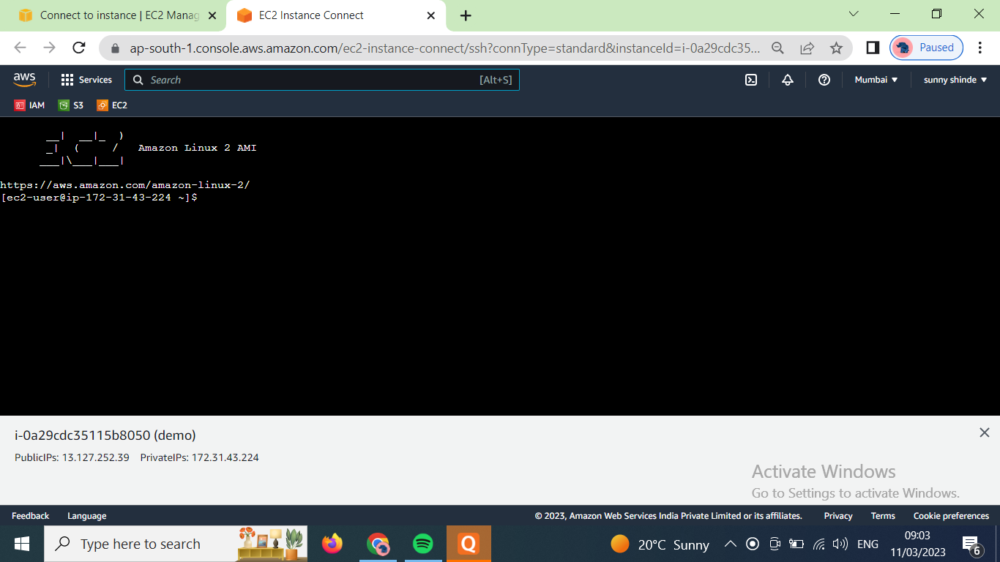 Connect to instance | EC2 Manag
EC2 Instance Connect
ap-south-1.console.aws.amazon.com/ec2-instance-connect/ssh?connType=standard&instanceId=i-0a29cdc35...
Paused
aws
Services
Search
[Alt+S]
Mumbai
sunny shinde
IAM
S3
EC2
__|  __|_  )
_|  (     /   Amazon Linux 2 AMI
___|\___|___|
https://aws.amazon.com/amazon-linux-2/
[ec2-user@ip-172-31-43-224 ~]$
i-0a29cdc35115b8050 (demo)
PublicIPs: 13.127.252.39 PrivateIPs: 172.31.43.224
Activate Windows
Go to Settings to activate Windows.
Feedback
Language
© 2023, Amazon Web Services India Private Limited or its affiliates.
Privacy
Terms
Cookie preferences
Type here to search
Q
20°C Sunny
ENG
09:03
11/03/2023
6